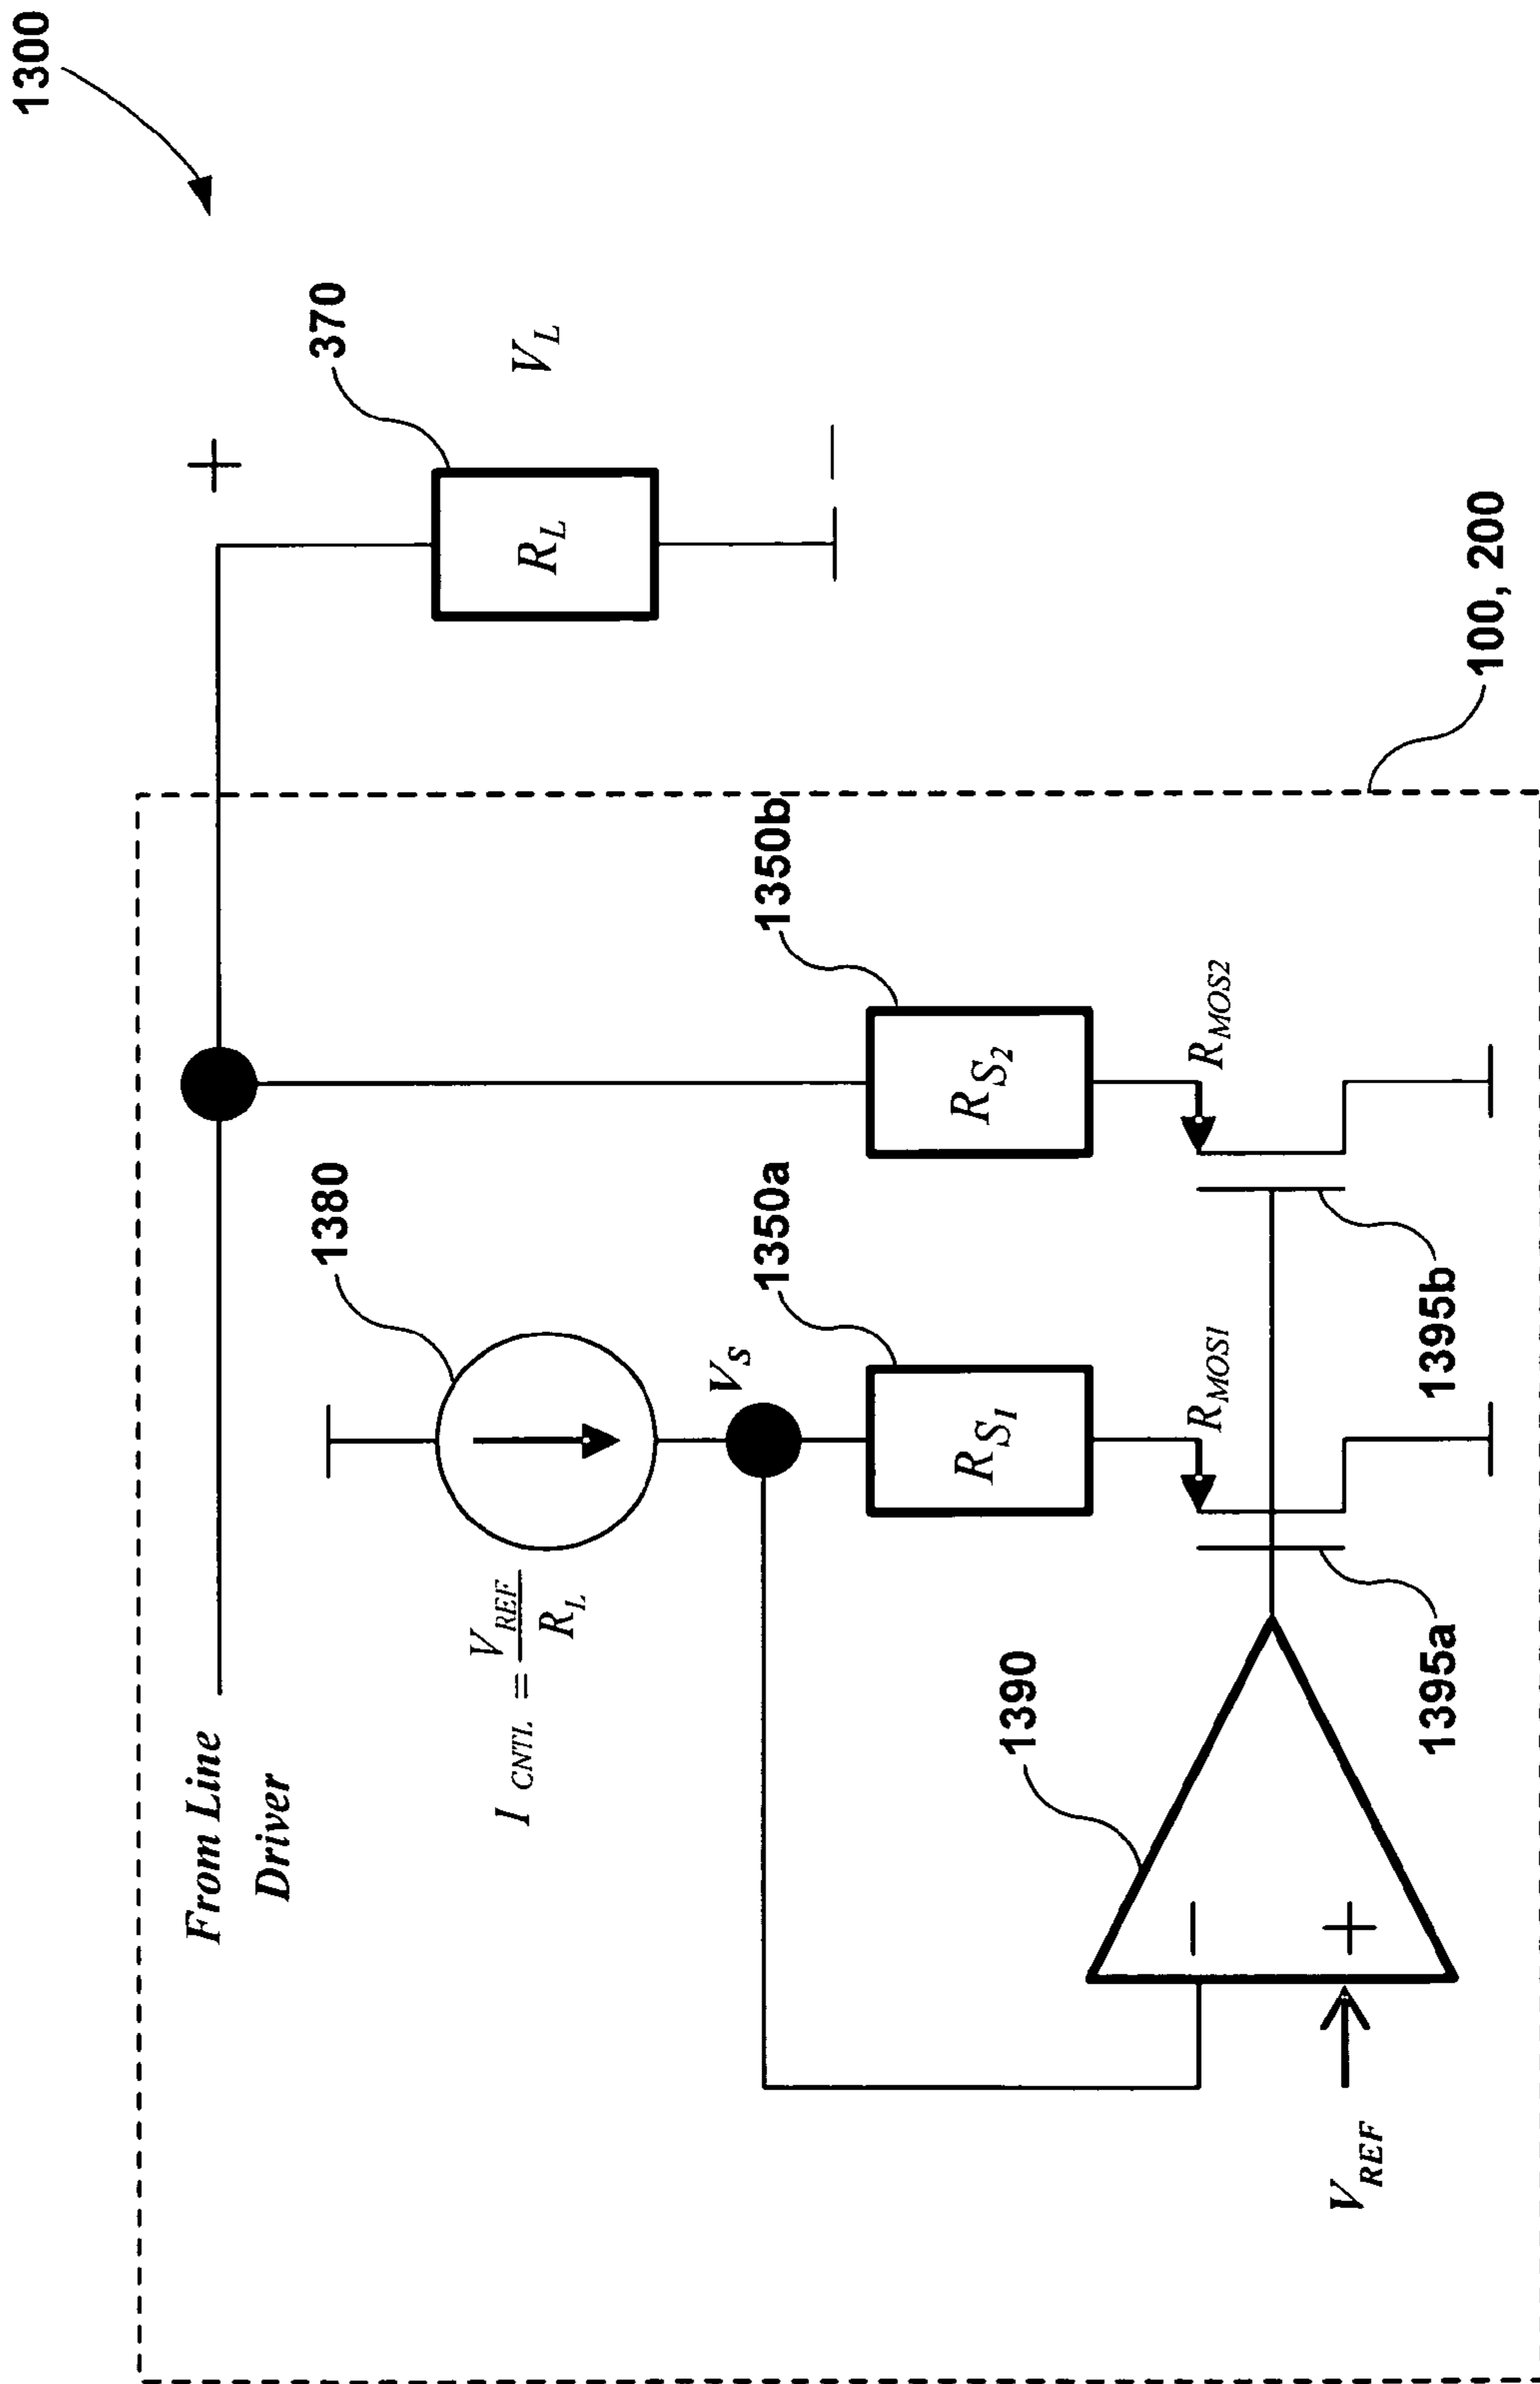 1300
From Line
Driver
+
370
R_L
V_L
−
I_CNTL = V_REF / R_L
1380
V_S
1350a
1350b
R_S1
R_S2
1390
−
+
V_REF
R_MOS1
R_MOS2
1395a
1395b
100, 200